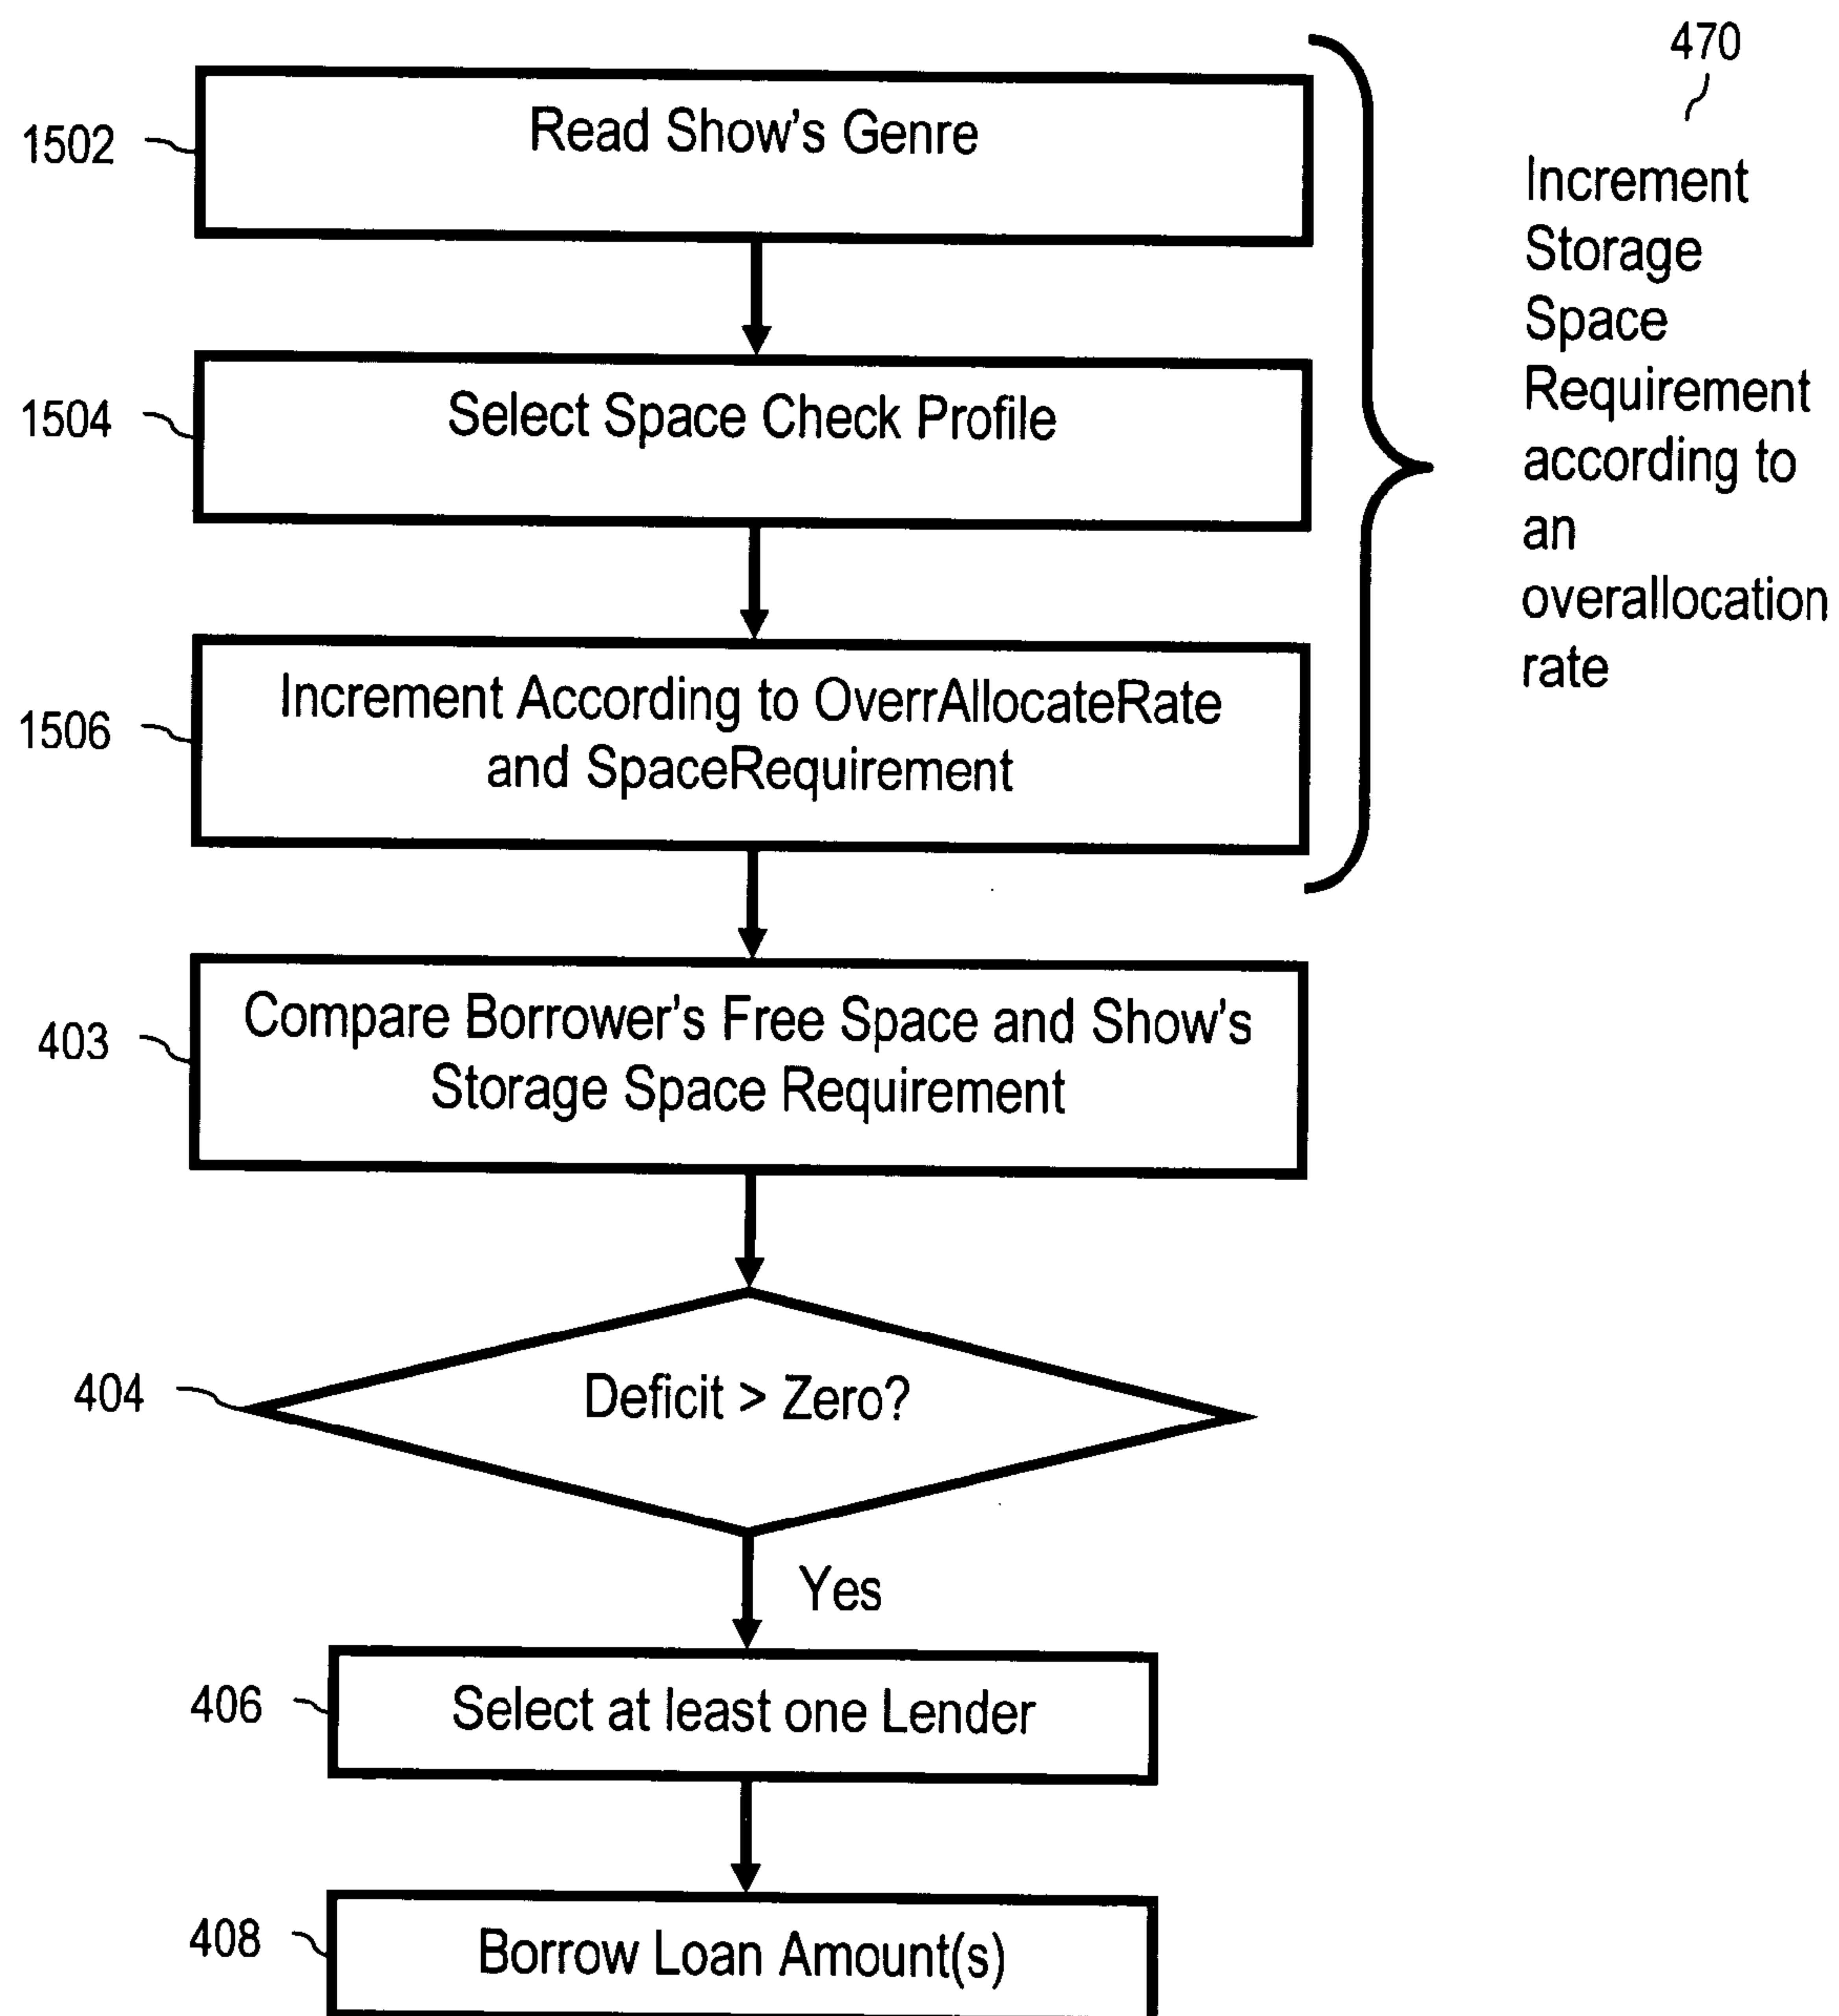 470
1502
Read Show's Genre
1504
Select Space Check Profile
1506
Increment According to OverrAllocateRate
and SpaceRequirement
Increment
Storage
Space
Requirement
according to
an
overallocation
rate
403
Compare Borrower's Free Space and Show's
Storage Space Requirement
404
Deficit > Zero?
Yes
406
Select at least one Lender
408
Borrow Loan Amount(s)